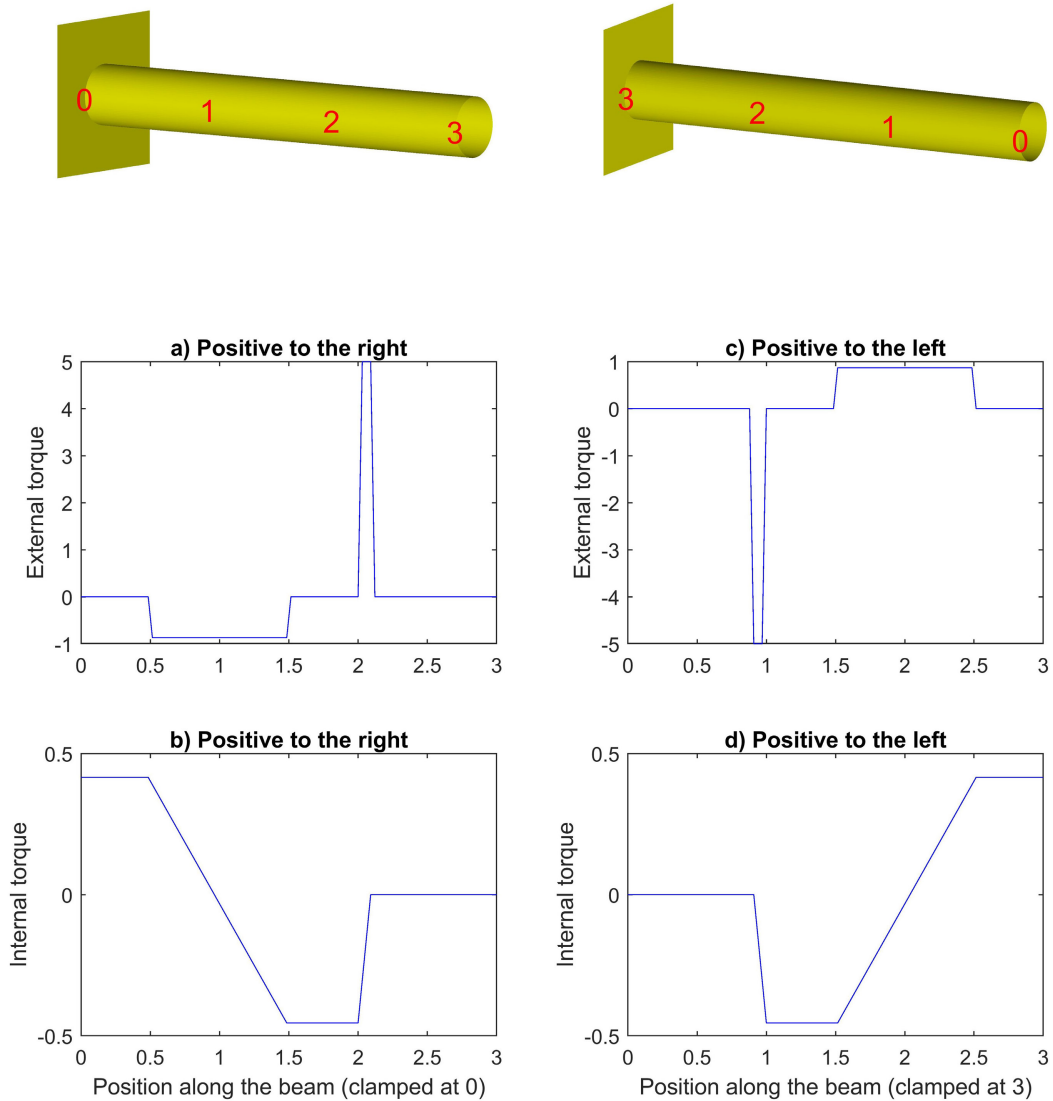 0 1 2 3
3 2 1 0
a) Positive to the right
External torque
5
4
3
2
1
0
-1
0 0.5 1 1.5 2 2.5 3
c) Positive to the left
External torque
1
0
-1
-2
-3
-4
-5
0 0.5 1 1.5 2 2.5 3
b) Positive to the right
Internal torque
0.5
0
-0.5
0 0.5 1 1.5 2 2.5 3
Position along the beam (clamped at 0)
d) Positive to the left
Internal torque
0.5
0
-0.5
0 0.5 1 1.5 2 2.5 3
Position along the beam (clamped at 3)